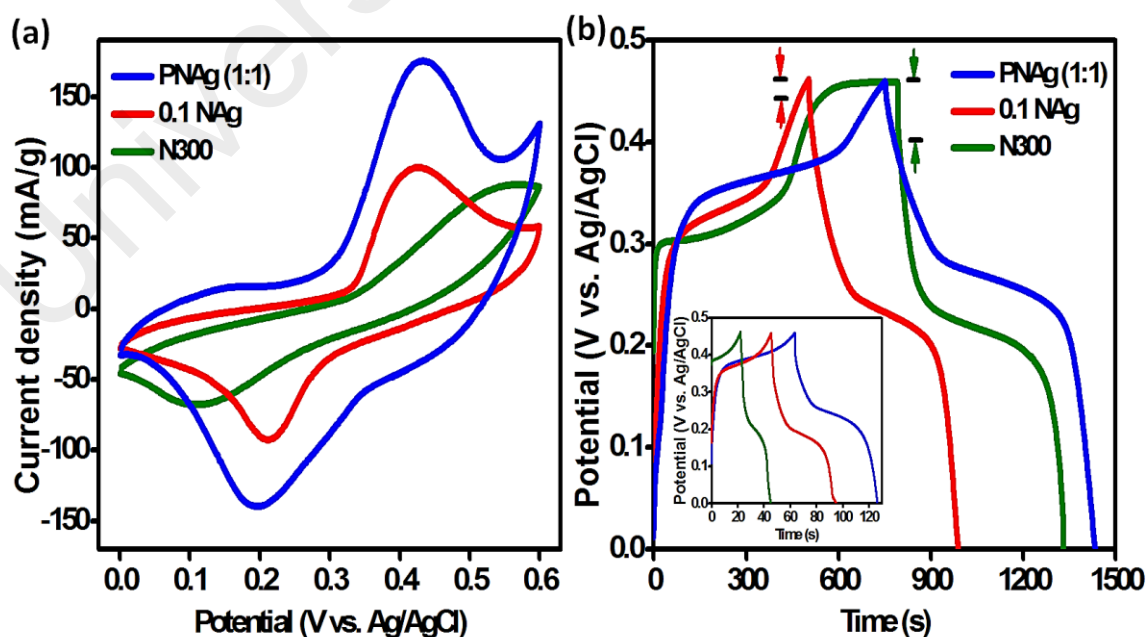 University
(a)
PNAg (1:1)
0.1 NAg
N300
150
100
50
0
-50
-100
-150
Current density (mA/g)
0.0 0.1 0.2 0.3 0.4 0.5 0.6
Potential (V vs. Ag/AgCl)
(b)
PNAg (1:1)
0.1 NAg
N300
0.5
0.4
0.3
0.2
0.1
0.0
Potential (V vs. Ag/AgCl)
0 300 600 900 1200 1500
Time (s)
0.5
0.4
0.3
0.2
0.1
0.0
Potential (V vs. Ag/AgCl)
0 20 40 60 80 100 120
Time (s)